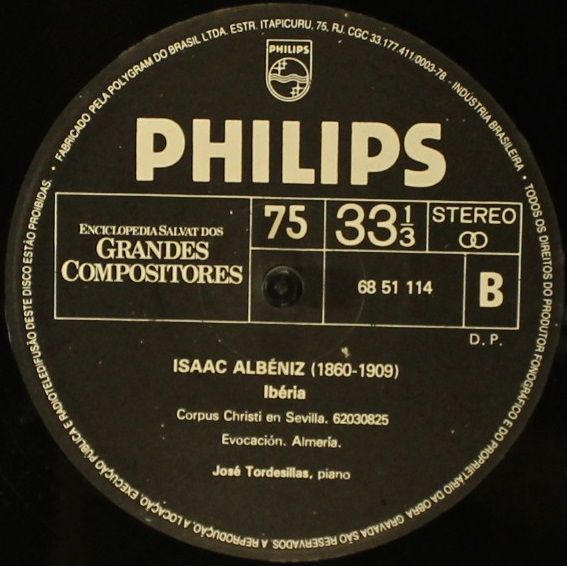 FABRICADO PELA POLYGRAM DO BRASIL LTDA. ESTR. ITAPICURU, 75, RJ. CGC 33.177.411/0003-78. - INDÚSTRIA BRASILEIRA
PHILIPS
PHILIPS
ENCICLOPEDIA SALVAT DOS
GRANDES
COMPOSITORES
75
33 1/3
STEREO
68 51 114
B
D. P.
ISAAC ALBÉNIZ (1860-1909)
Ibéria
Corpus Christi en Sevilla. 62030825
Evocación. Almería.
José Tordesillas, piano
• TODOS OS DIREITOS DO PRODUTOR FONOGRÁFICO E DO PROPRIETÁRIO DA OBRA GRAVADA SÃO RESERVADOS. A REPRODUÇÃO, A LOCAÇÃO, EXECUÇÃO PÚBLICA E RADIOTELEDIFUSÃO DESTE DISCO ESTÃO PROIBIDAS. •